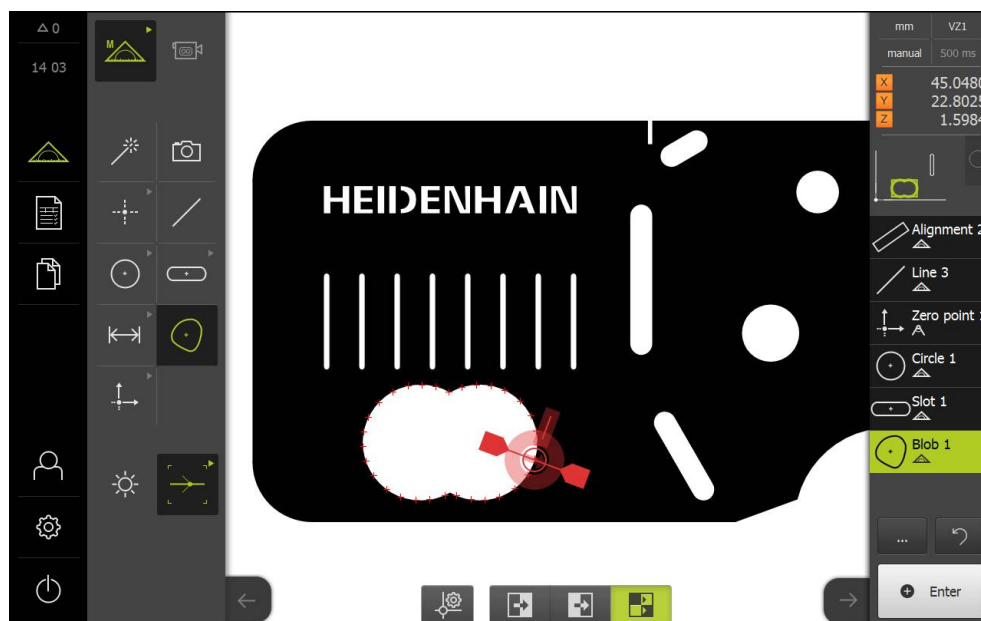 0
14 03
M
mm
VZ1
manual
500 ms
X 45.0480
Y 22.8025
Z 1.5984
HEIDENHAIN
Alignment 2
Line 3
Zero point 1
Circle 1
Slot 1
Blob 1
...
Enter